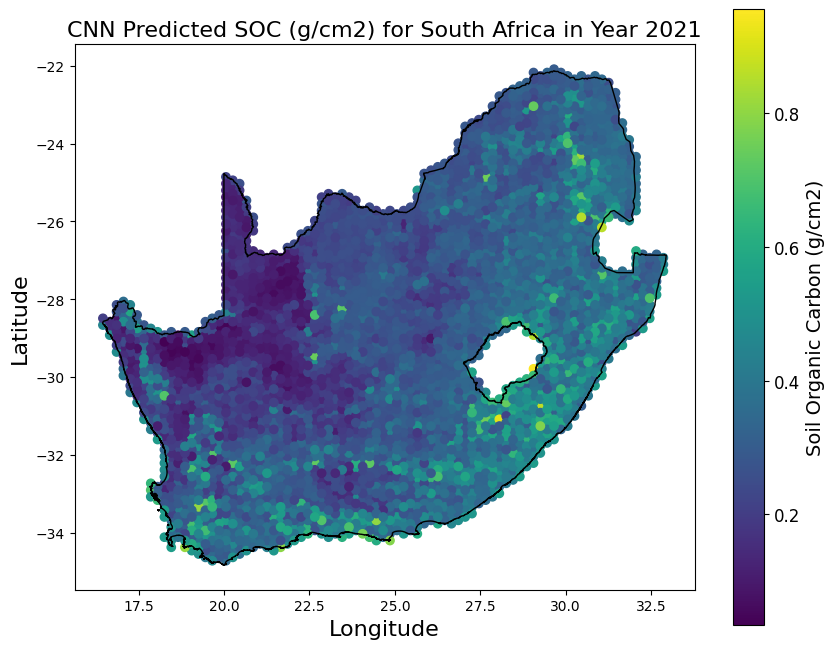 CNN Predicted SOC (g/cm2) for South Africa in Year 2021
−22
−24
−26
−28
−30
−32
−34
Latitude
17.5 20.0 22.5 25.0 27.5 30.0 32.5
Longitude
0.8
0.6
0.4
0.2
Soil Organic Carbon (g/cm2)